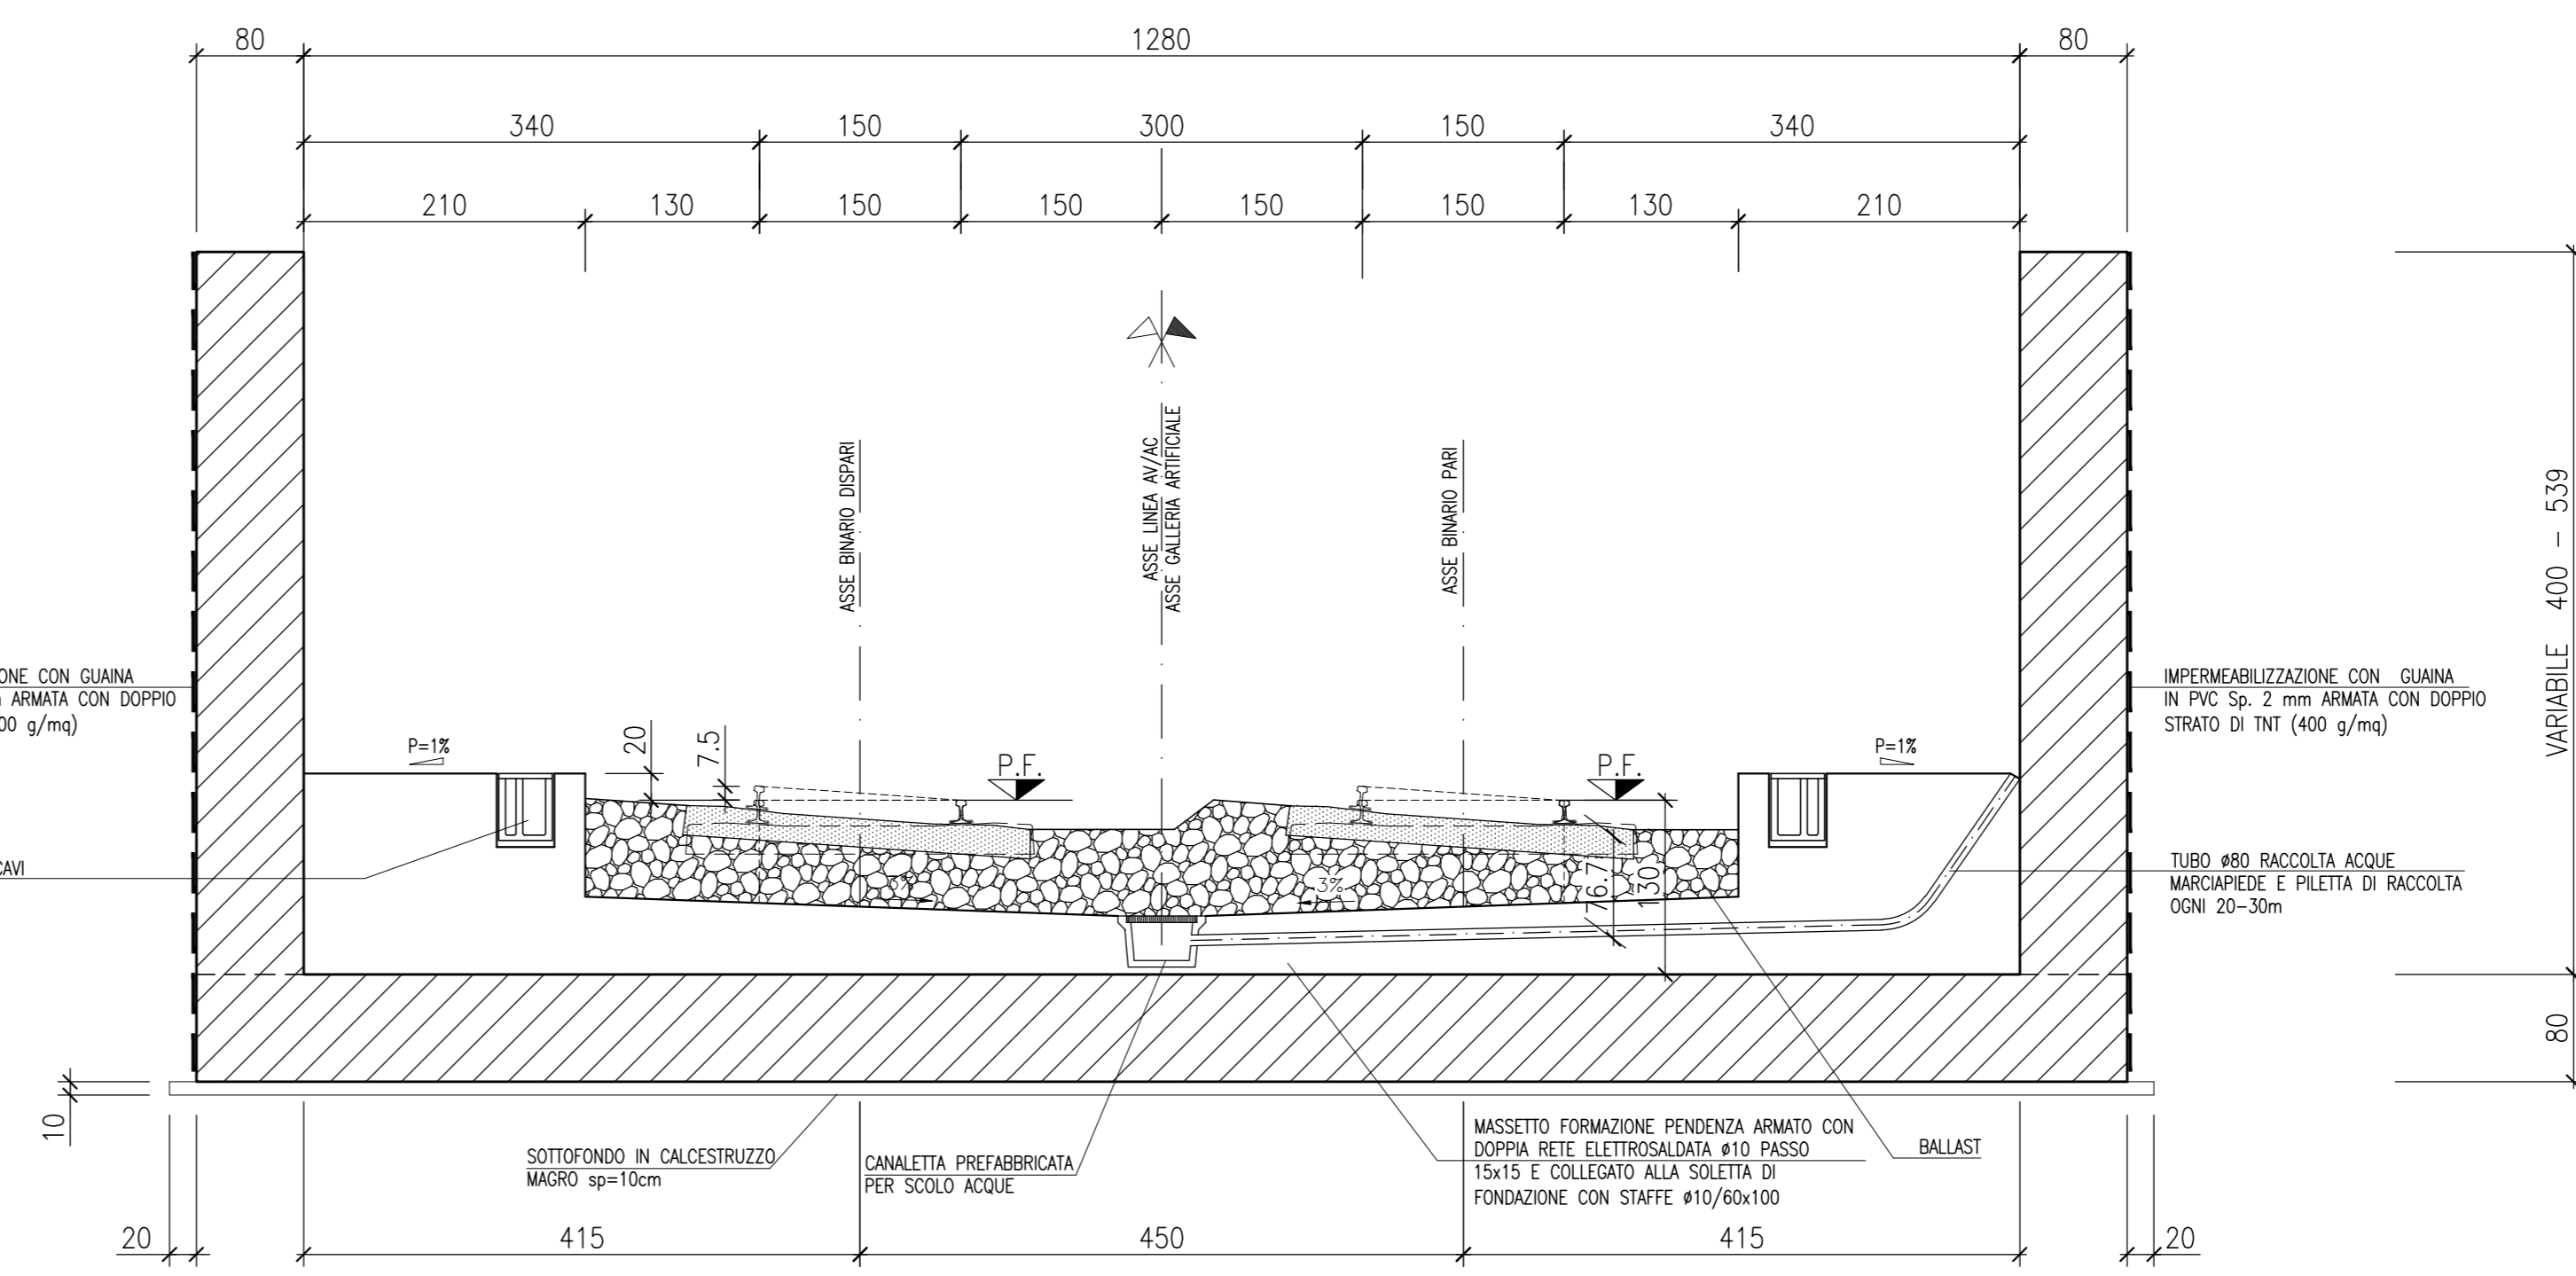 80
1280
80
340
150
300
150
340
210
130
150
150
150
150
130
210
ASSE BINARIO DISPARI
ASSE LINEA AV/AC
ASSE GALLERIA ARTIFICIALE
ASSE BINARIO PARI
VARIABILE 400 - 539
80
ONE CON GUAINA
ARMATA CON DOPPIO
00 g/mq)
IMPERMEABILIZZAZIONE CON GUAINA
IN PVC Sp. 2 mm ARMATA CON DOPPIO
STRATO DI TNT (400 g/mq)
P=1%
20
7.5
P.F.
P.F.
P=1%
CAVI
3%
3%
76.7
130
TUBO ø80 RACCOLTA ACQUE
MARCIAPIEDE E PILETTA DI RACCOLTA
OGNI 20-30m
10
SOTTOFONDO IN CALCESTRUZZO
MAGRO sp=10cm
CANALETTA PREFABBRICATA
PER SCOLO ACQUE
MASSETTO FORMAZIONE PENDENZA ARMATO CON
DOPPIA RETE ELETTROSALDATA ø10 PASSO
15x15 E COLLEGATO ALLA SOLETTA DI
FONDAZIONE CON STAFFE ø10/60x100
BALLAST
20
415
450
415
20